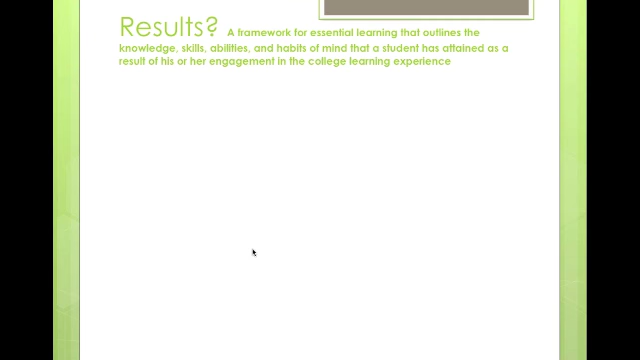 Results? A framework for essential learning that outlines the
knowledge, skills, abilities, and habits of mind that a student has attained as a
result of his or her engagement in the college learning experience